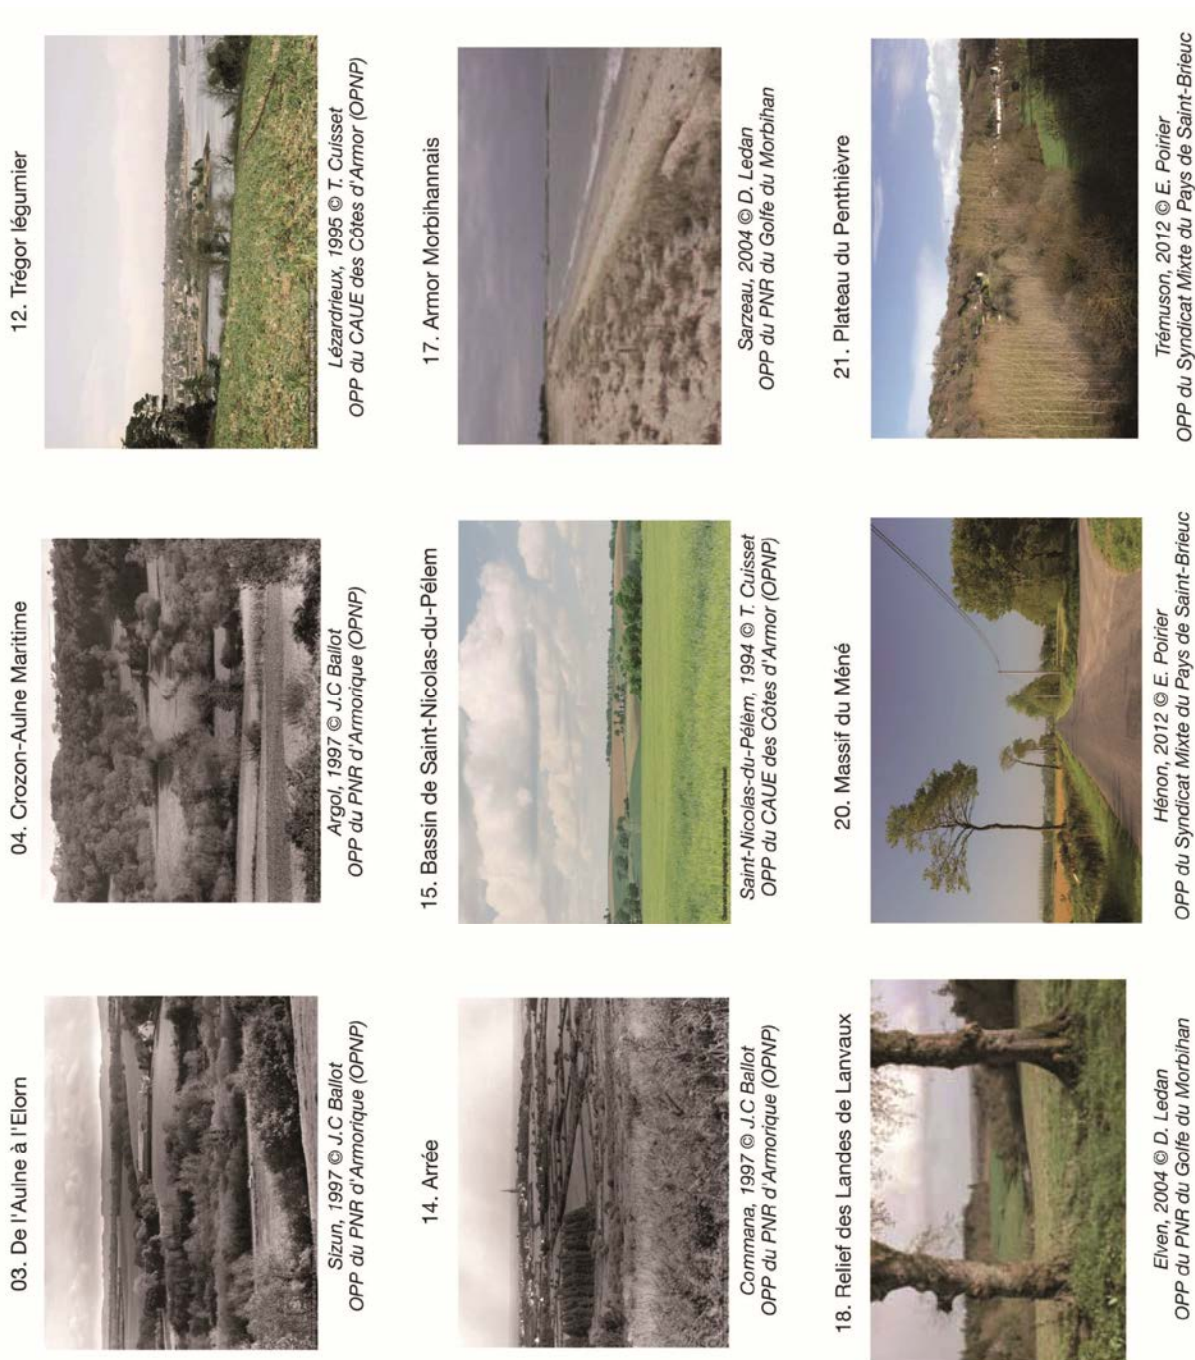 03. De l'Aulne à l'Elorn
Sizun, 1997 © J.C Ballot
OPP du PNR d'Armorique (OPNP)
04. Crozon-Aulne Maritime
Argol, 1997 © J.C Ballot
OPP du PNR d'Armorique (OPNP)
12. Trégor légumier
Lézardrieux, 1995 © T. Cuisset
OPP du CAUE des Côtes d'Armor (OPNP)
14. Arrée
Commana, 1997 © J.C Ballot
OPP du PNR d'Armorique (OPNP)
15. Bassin de Saint-Nicolas-du-Pélem
Saint-Nicolas-du-Pélèm, 1994 © T. Cuisset
OPP du CAUE des Côtes d'Armor (OPNP)
17. Armor Morbihannais
Sarzeau, 2004 © D. Ledan
OPP du PNR du Golfe du Morbihan
18. Relief des Landes de Lanvaux
Elven, 2004 © D. Ledan
OPP du PNR du Golfe du Morbihan
20. Massif du Méné
Hénon, 2012 © E. Poirier
OPP du Syndicat Mixte du Pays de Saint-Brieuc
21. Plateau du Penthièvre
Trémuson, 2012 © E. Poirier
OPP du Syndicat Mixte du Pays de Saint-Brieuc